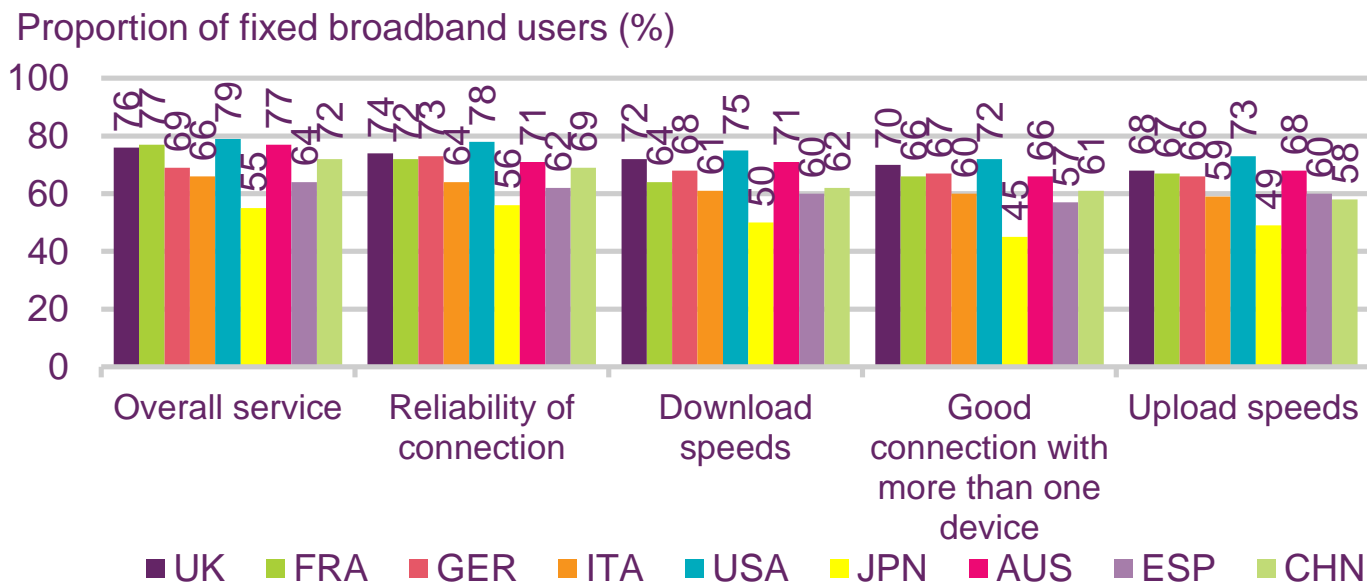 Proportion of fixed broadband users (%)
100
80
60
40
20
0
76 77 69 66 79 55 77 64 72
74 72 73 64 78 56 71 62 69
72 64 68 61 75 50 71 60 62
70 66 67 60 72 45 66 57 61
68 67 66 59 73 49 68 60 58
Overall service
Reliability of
connection
Download
speeds
Good
connection with
more than one
device
Upload speeds
UK FRA GER ITA USA JPN AUS ESP CHN